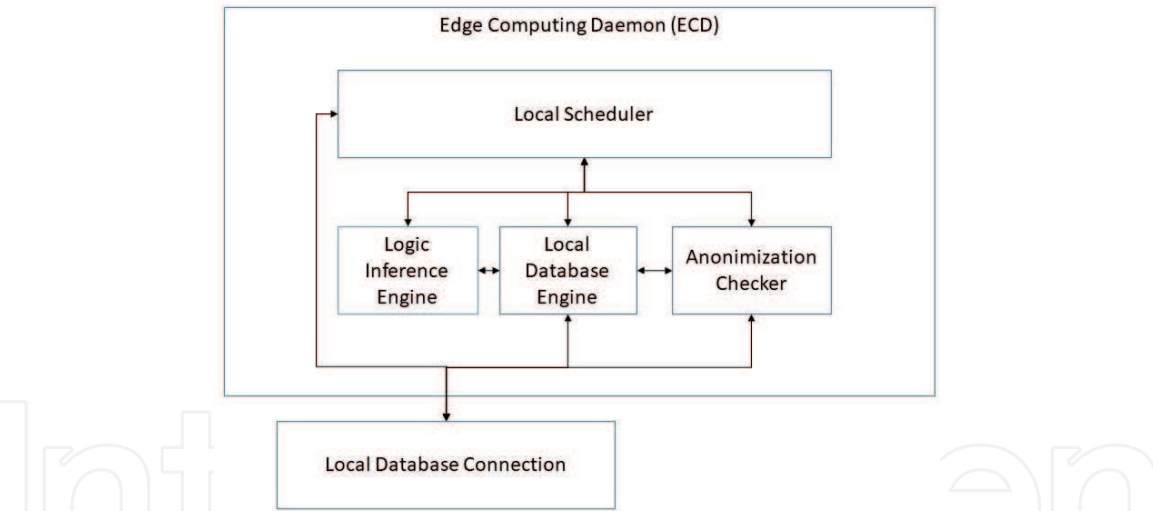 Edge Computing Daemon (ECD)
Local Scheduler
Logic
Inference
Engine
Local
Database
Engine
Anonimization
Checker
Local Database Connection